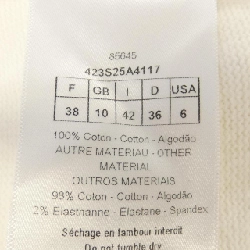 85645
423S25A4117
F GB I D USA
38 10 42 36 6
100% Coton - Cotton - Algodão
AUTRE MATERIAU - OTHER
MATERIAL
OUTROS MATERIAIS
98% Coton - Cotton - Algodão
2% Elasthanne - Elastane - Spandex
Séchage en tambour interdit
Do not tumble dry